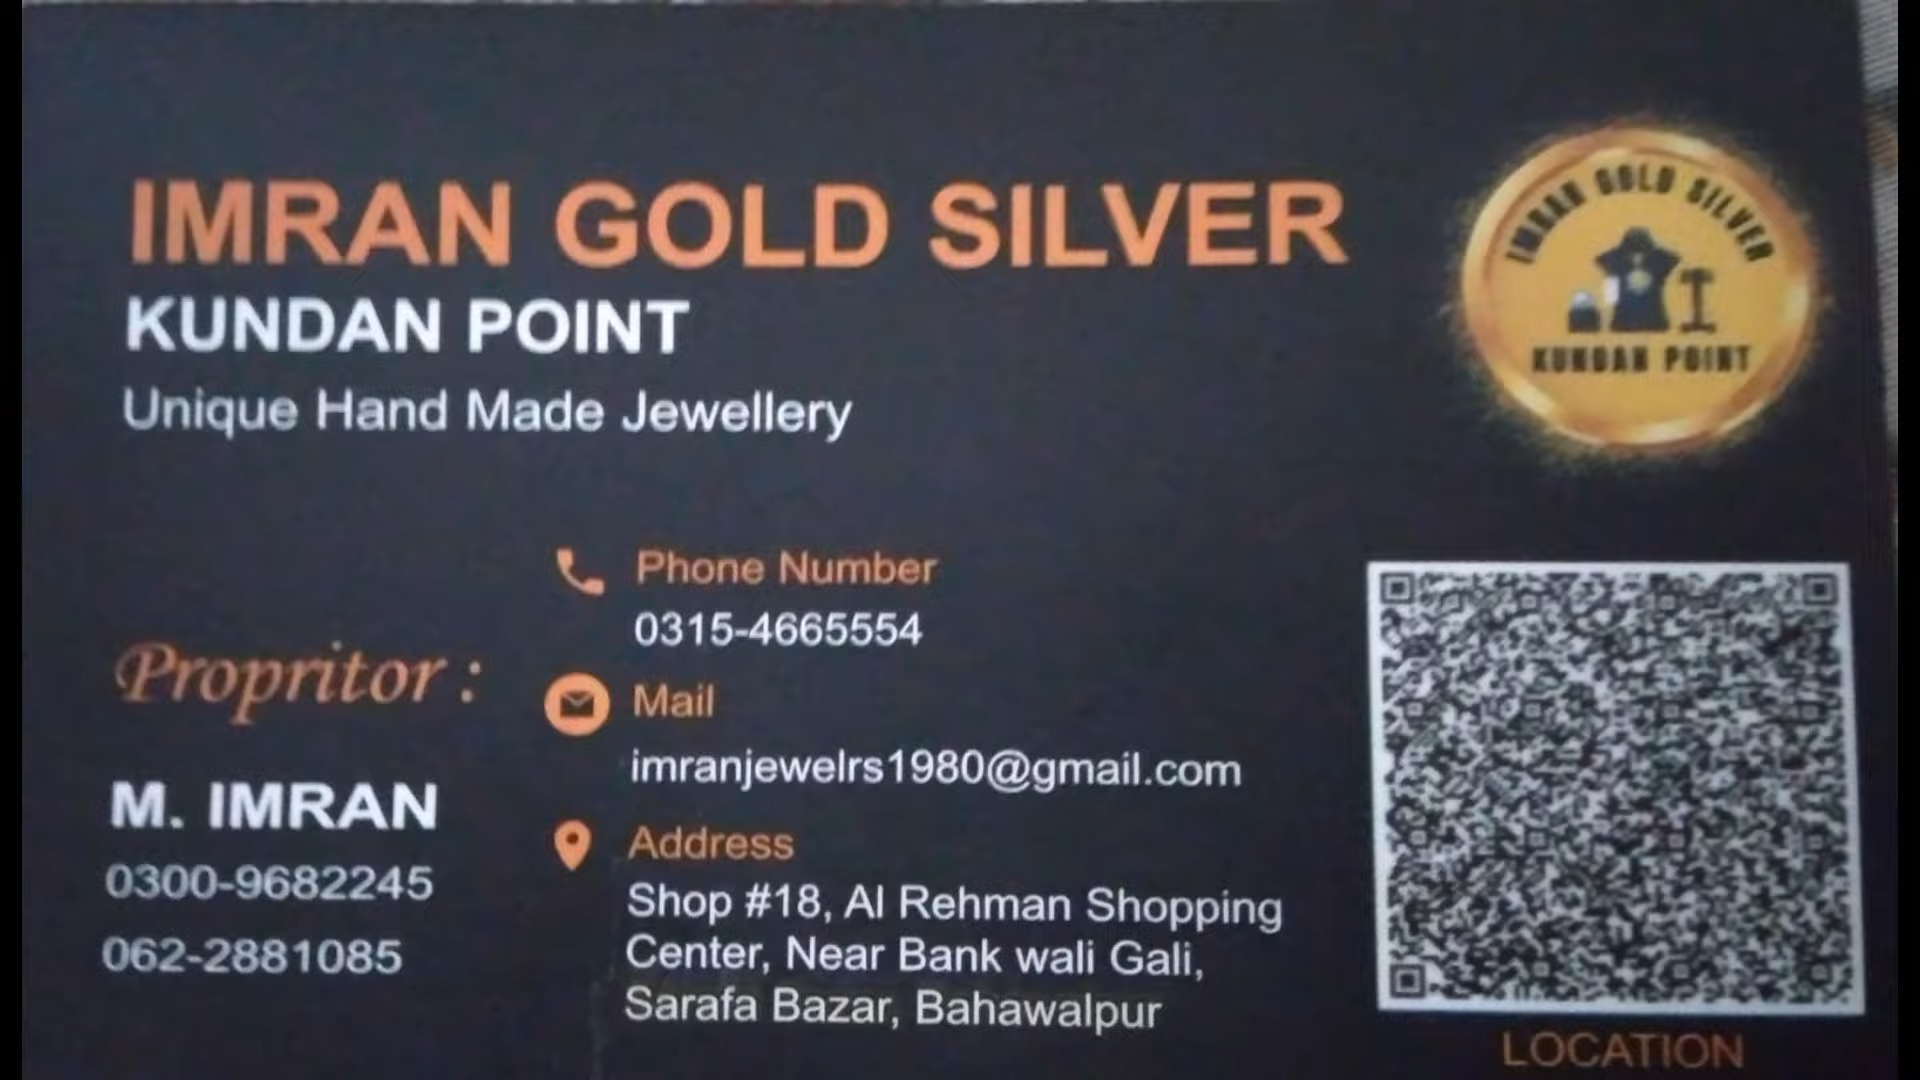 IMRAN GOLD SILVER
KUNDAN POINT
Unique Hand Made Jewellery
IMRAN GOLD SILVER
KUNDAN POINT
Phone Number
0315-4665554
Mail
imranjewelrs1980@gmail.com
Address
Shop #18, Al Rehman Shopping
Center, Near Bank wali Gali,
Sarafa Bazar, Bahawalpur
Propritor :
M. IMRAN
0300-9682245
062-2881085
LOCATION